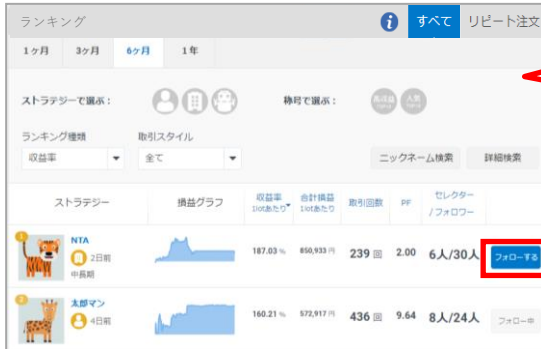 ランキング
すべて リピート注文
1ヶ月 3ヶ月 6ヶ月 1年
ストラテジーで選ぶ： 称号で選ぶ： 高収益 人気
ランキング種類 取引スタイル
収益率 全て ニックネーム検索 詳細検索
ストラテジー 損益グラフ 収益率 1lotあたり 合計損益 1lotあたり 取引回数 PF セレクター /フォロワー
1 NTA
2日前 187.03 % 850,933 円 239 回 2.00 6人/30人 フォローする
中長期
2 太郎マン
4日前 160.21 % 572,917 円 436 回 9.64 8人/24人 フォロー中